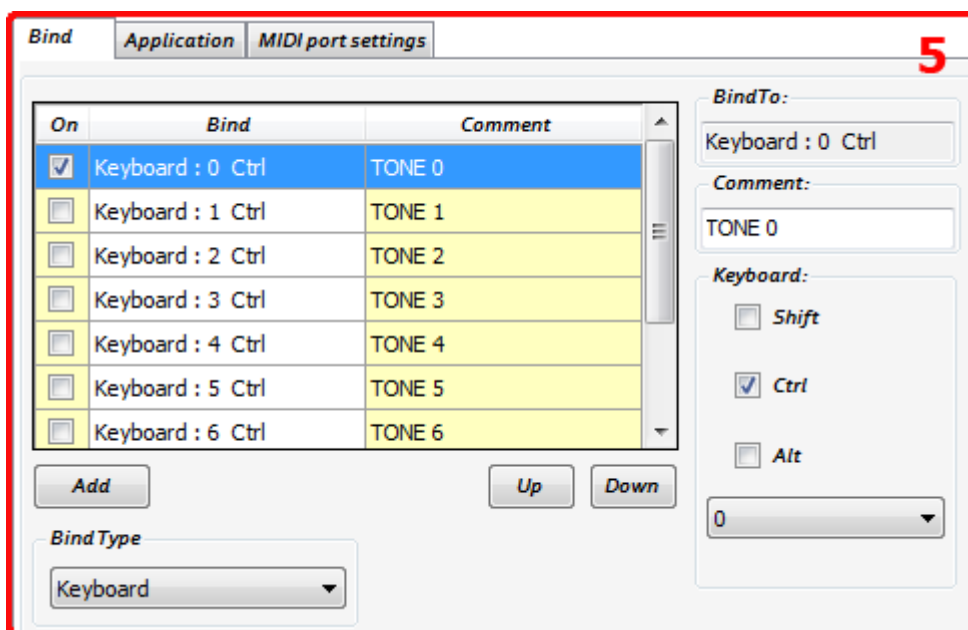 Bind Application MIDI port settings
5
On Bind Comment
Keyboard : 0 Ctrl TONE 0
Keyboard : 1 Ctrl TONE 1
Keyboard : 2 Ctrl TONE 2
Keyboard : 3 Ctrl TONE 3
Keyboard : 4 Ctrl TONE 4
Keyboard : 5 Ctrl TONE 5
Keyboard : 6 Ctrl TONE 6
Add Up Down
BindType
Keyboard
BindTo:
Keyboard : 0 Ctrl
Comment:
TONE 0
Keyboard:
Shift
Ctrl
Alt
0